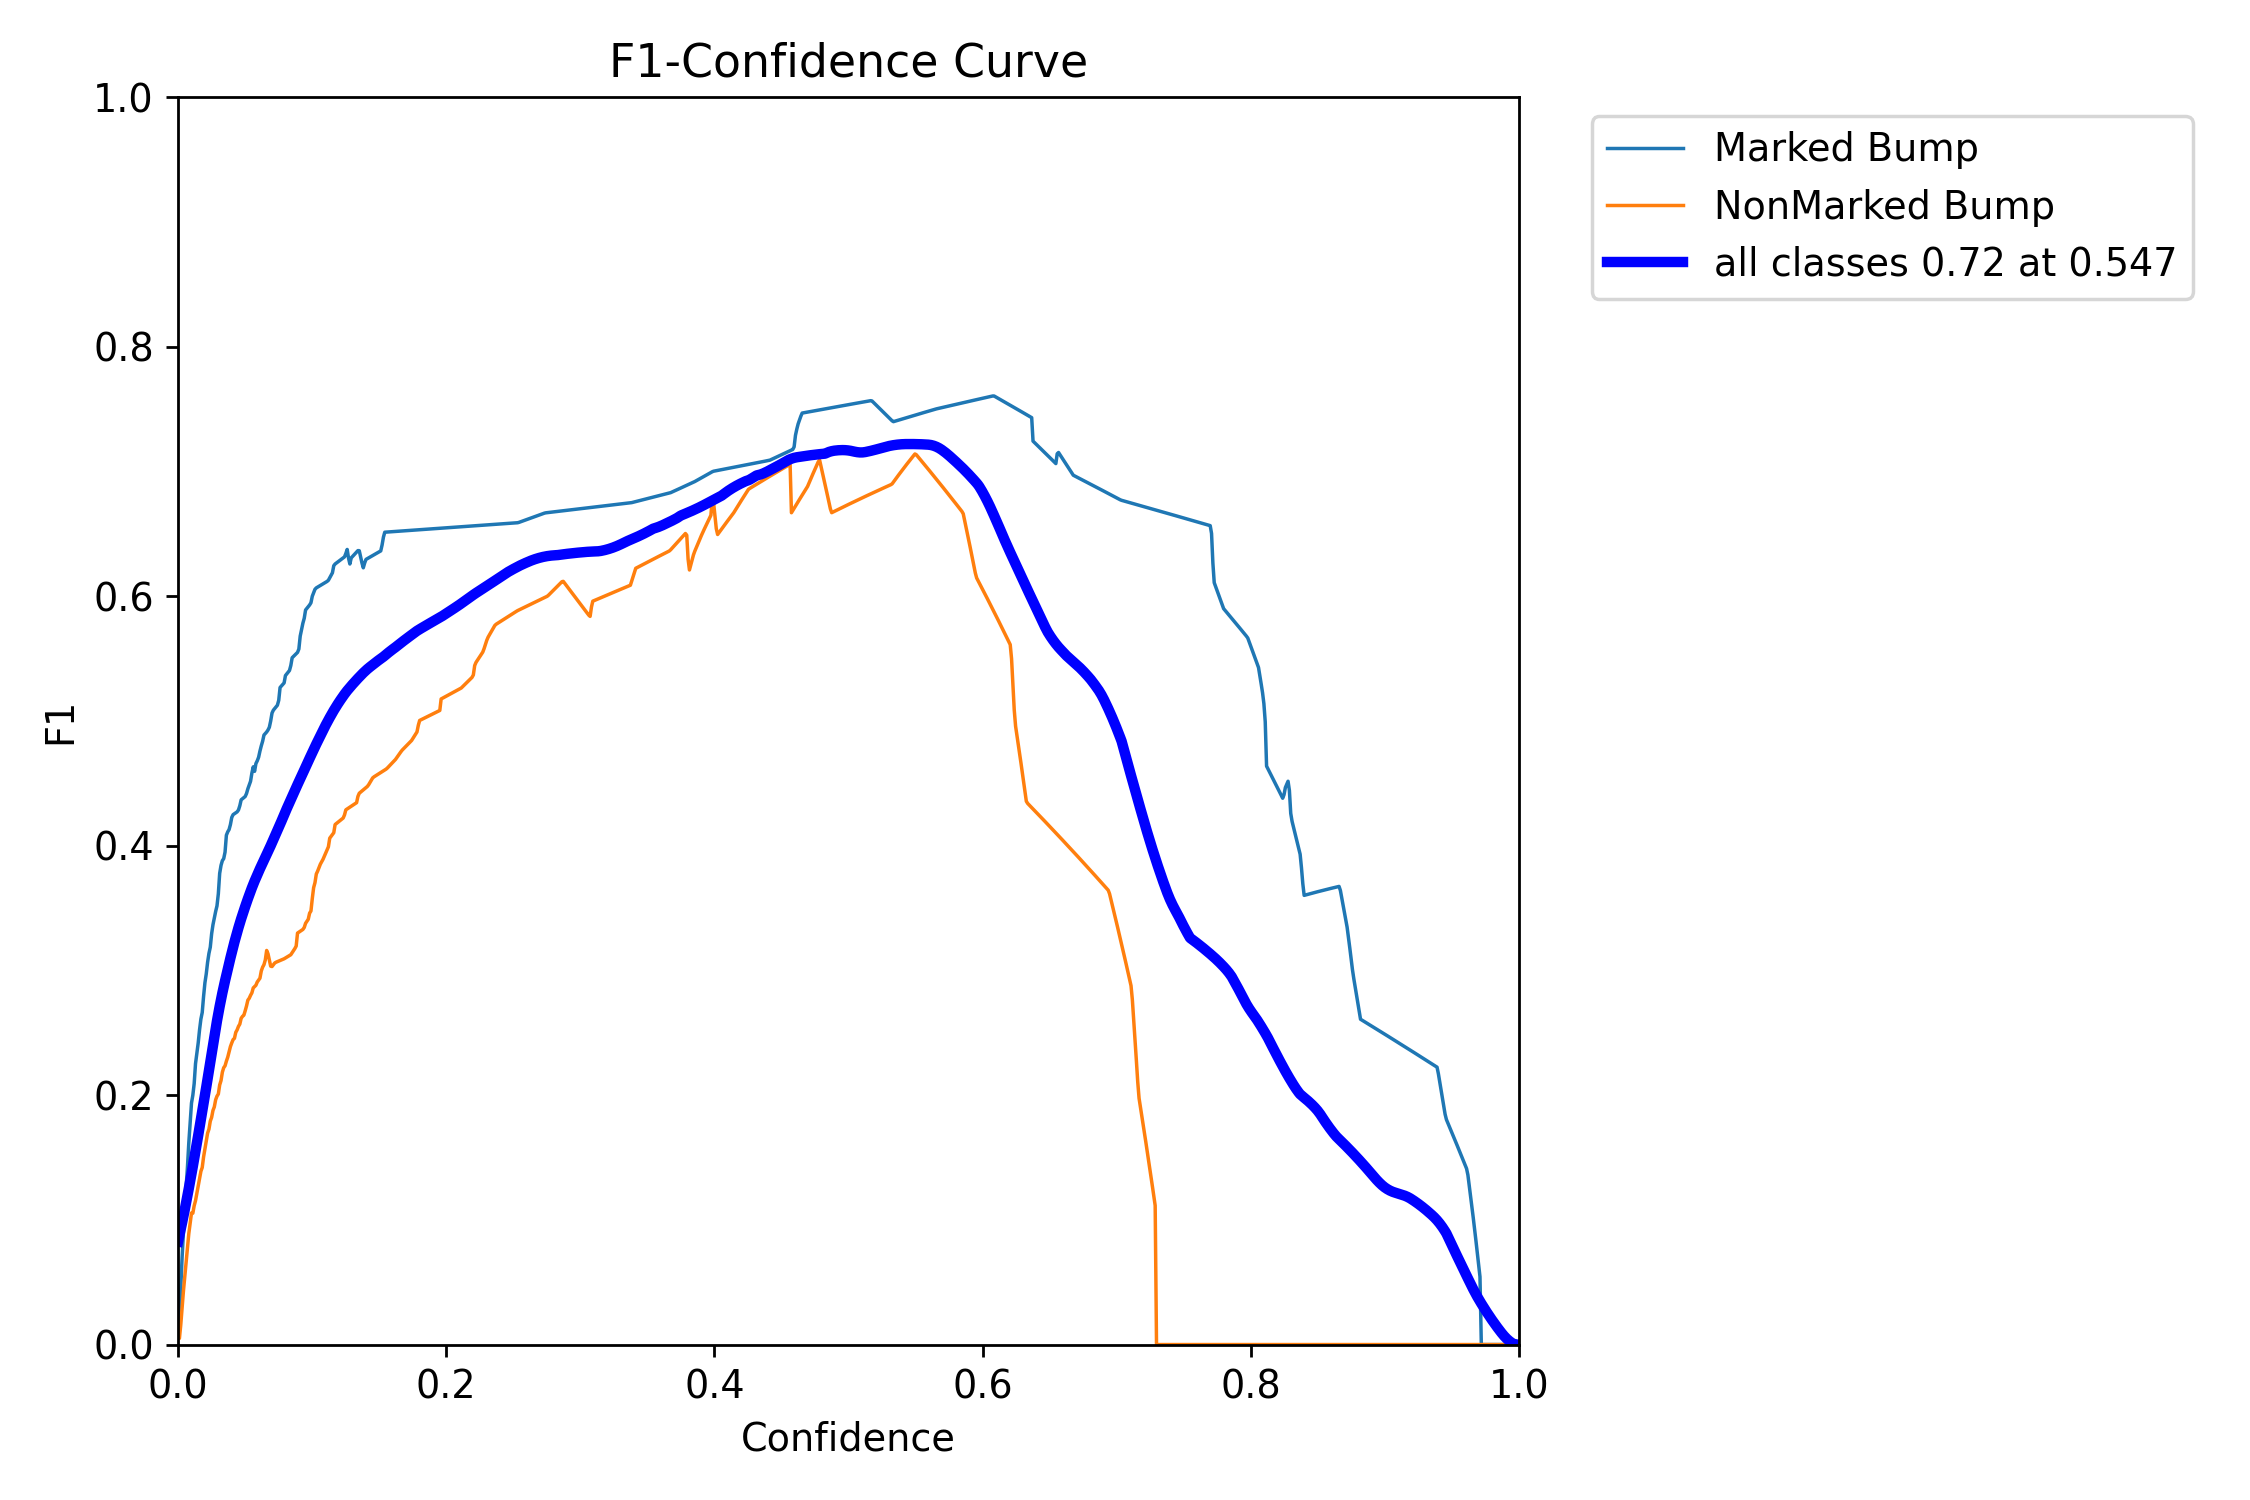 F1-Confidence Curve
1.0
0.8
0.6
0.4
0.2
0.0
F1
0.0 0.2 0.4 0.6 0.8 1.0
Confidence
Marked Bump
NonMarked Bump
all classes 0.72 at 0.547